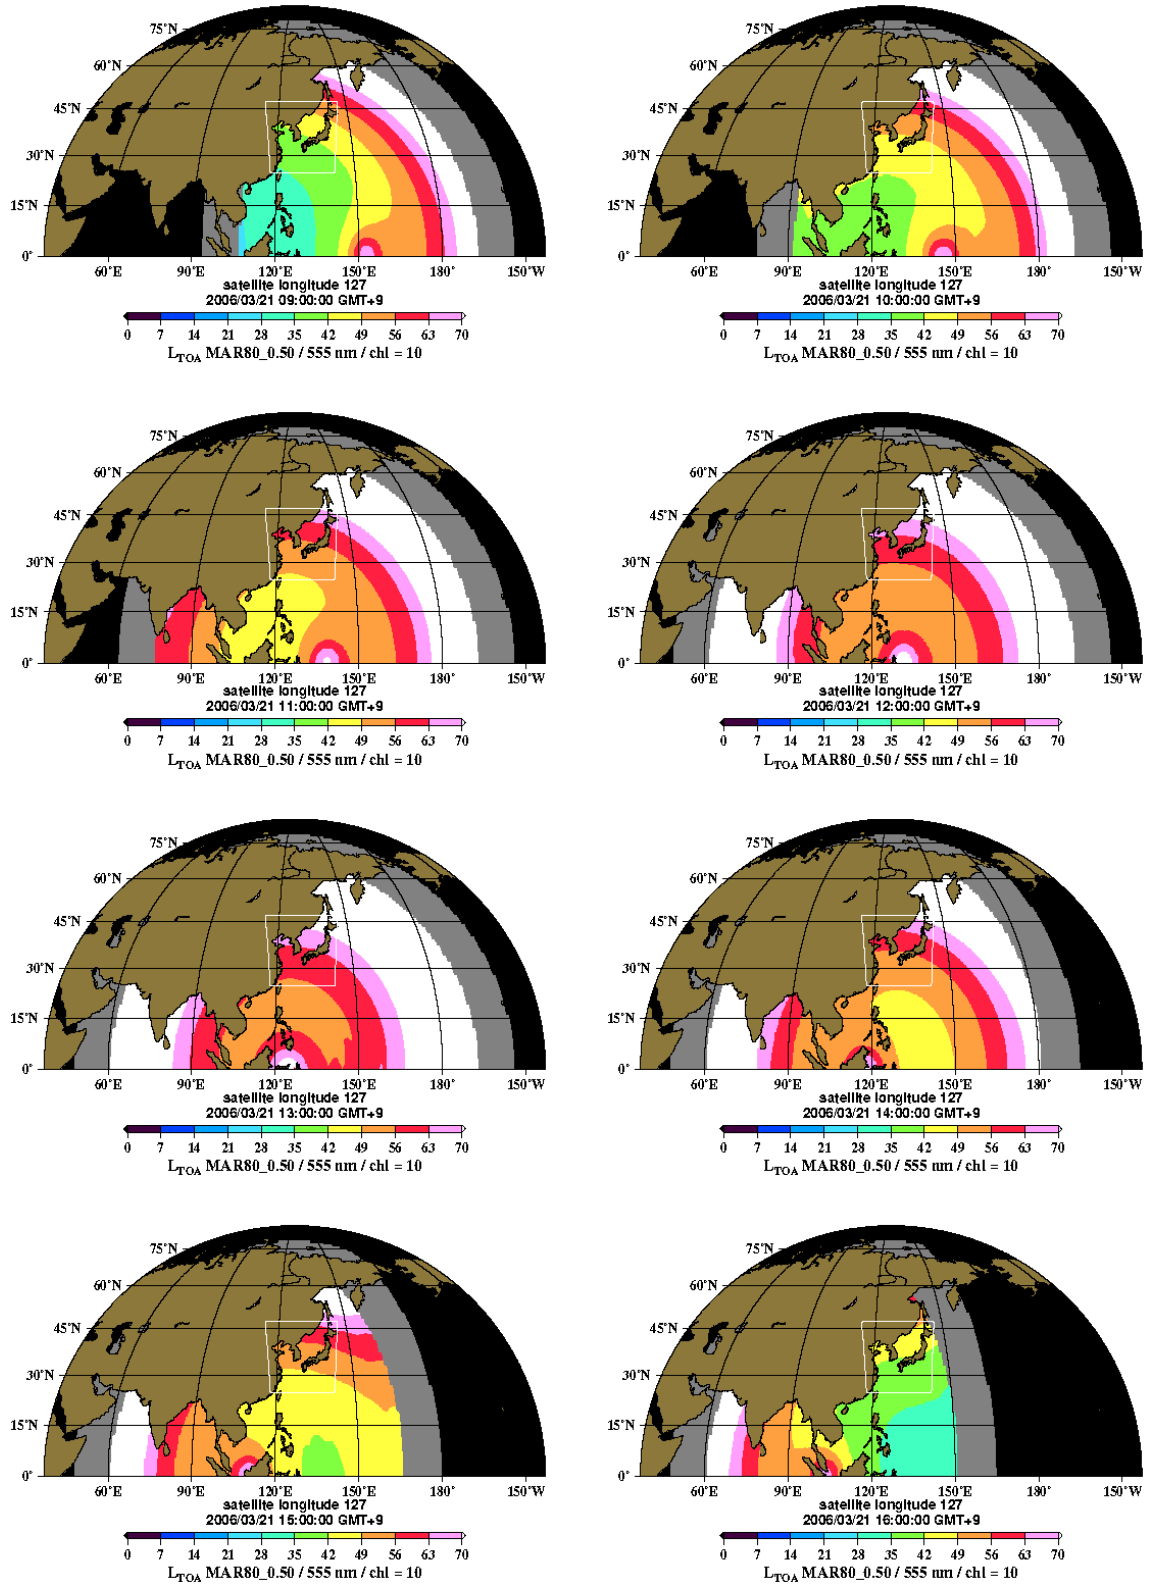 75°N
60°N
45°N
30°N
15°N
0°
60°E 90°E 120°E 150°E 180° 150°W
satellite longitude 127
2006/03/21 09:00:00 GMT+9
0 7 14 21 28 35 42 49 56 63 70
LTOA MAR80_0.50 / 555 nm / chl = 10
75°N
60°N
45°N
30°N
15°N
0°
60°E 90°E 120°E 150°E 180° 150°W
satellite longitude 127
2006/03/21 10:00:00 GMT+9
0 7 14 21 28 35 42 49 56 63 70
LTOA MAR80_0.50 / 555 nm / chl = 10
75°N
60°N
45°N
30°N
15°N
0°
60°E 90°E 120°E 150°E 180° 150°W
satellite longitude 127
2006/03/21 11:00:00 GMT+9
0 7 14 21 28 35 42 49 56 63 70
LTOA MAR80_0.50 / 555 nm / chl = 10
75°N
60°N
45°N
30°N
15°N
0°
60°E 90°E 120°E 150°E 180° 150°W
satellite longitude 127
2006/03/21 12:00:00 GMT+9
0 7 14 21 28 35 42 49 56 63 70
LTOA MAR80_0.50 / 555 nm / chl = 10
75°N
60°N
45°N
30°N
15°N
0°
60°E 90°E 120°E 150°E 180° 150°W
satellite longitude 127
2006/03/21 13:00:00 GMT+9
0 7 14 21 28 35 42 49 56 63 70
LTOA MAR80_0.50 / 555 nm / chl = 10
75°N
60°N
45°N
30°N
15°N
0°
60°E 90°E 120°E 150°E 180° 150°W
satellite longitude 127
2006/03/21 14:00:00 GMT+9
0 7 14 21 28 35 42 49 56 63 70
LTOA MAR80_0.50 / 555 nm / chl = 10
75°N
60°N
45°N
30°N
15°N
0°
60°E 90°E 120°E 150°E 180° 150°W
satellite longitude 127
2006/03/21 15:00:00 GMT+9
0 7 14 21 28 35 42 49 56 63 70
LTOA MAR80_0.50 / 555 nm / chl = 10
75°N
60°N
45°N
30°N
15°N
0°
60°E 90°E 120°E 150°E 180° 150°W
satellite longitude 127
2006/03/21 16:00:00 GMT+9
0 7 14 21 28 35 42 49 56 63 70
LTOA MAR80_0.50 / 555 nm / chl = 10